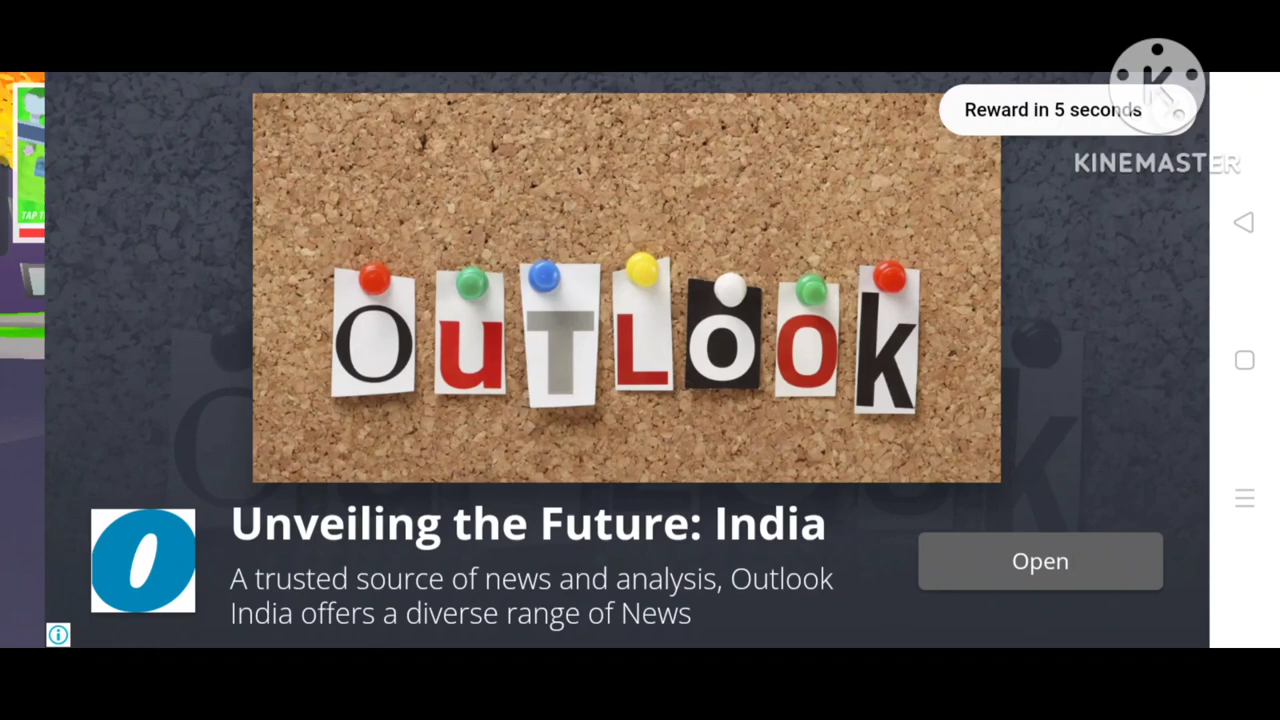 Reward in 5 seconds
KINEMASTER
TAP T
OuTLook
Unveiling the Future: India
A trusted source of news and analysis, Outlook
India offers a diverse range of News
Open